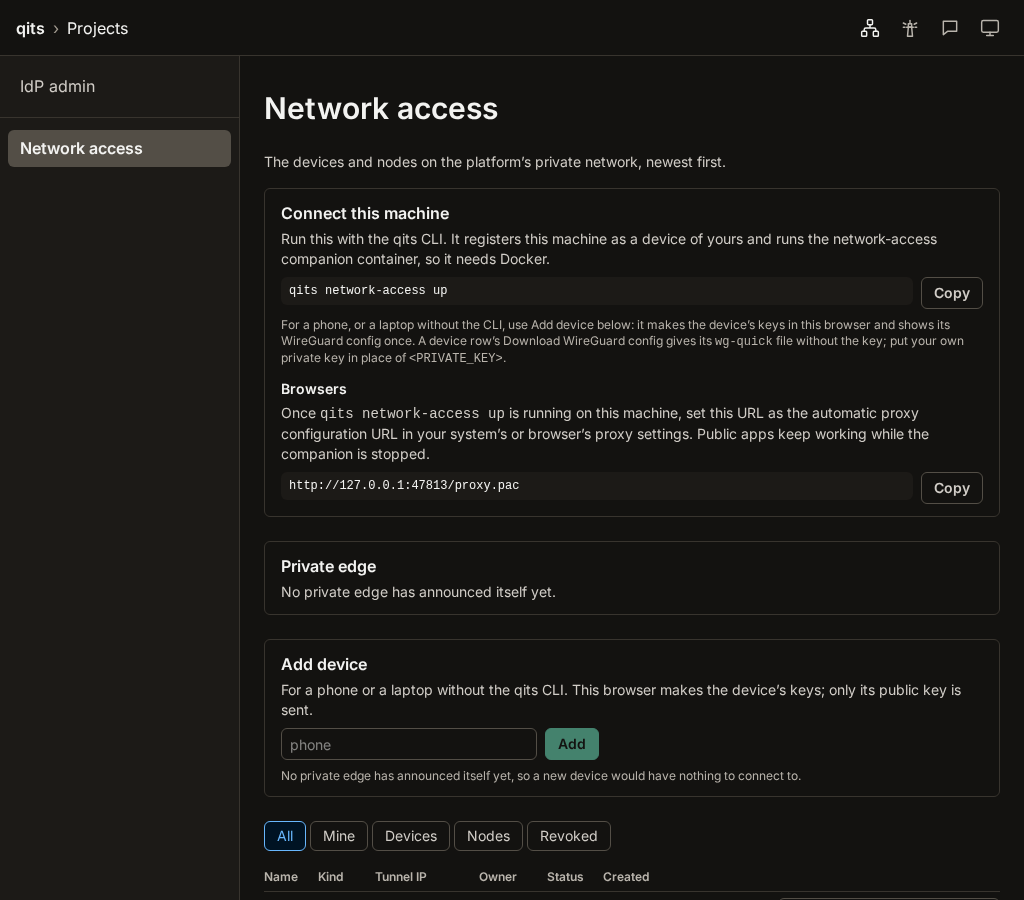 qits › Projects
IdP admin
Network access
Network access
The devices and nodes on the platform’s private network, newest first.
Connect this machine
Run this with the qits CLI. It registers this machine as a device of yours and runs the network-access
companion container, so it needs Docker.
qits network-access up
Copy
For a phone, or a laptop without the CLI, use Add device below: it makes the device’s keys in this browser and shows its
WireGuard config once. A device row’s Download WireGuard config gives its wg-quick file without the key; put your own
private key in place of <PRIVATE_KEY>.
Browsers
Once qits network-access up is running on this machine, set this URL as the automatic proxy
configuration URL in your system’s or browser’s proxy settings. Public apps keep working while the
companion is stopped.
http://127.0.0.1:47813/proxy.pac
Copy
Private edge
No private edge has announced itself yet.
Add device
For a phone or a laptop without the qits CLI. This browser makes the device’s keys; only its public key is
sent.
phone
Add
No private edge has announced itself yet, so a new device would have nothing to connect to.
All Mine Devices Nodes Revoked
Name Kind Tunnel IP Owner Status Created